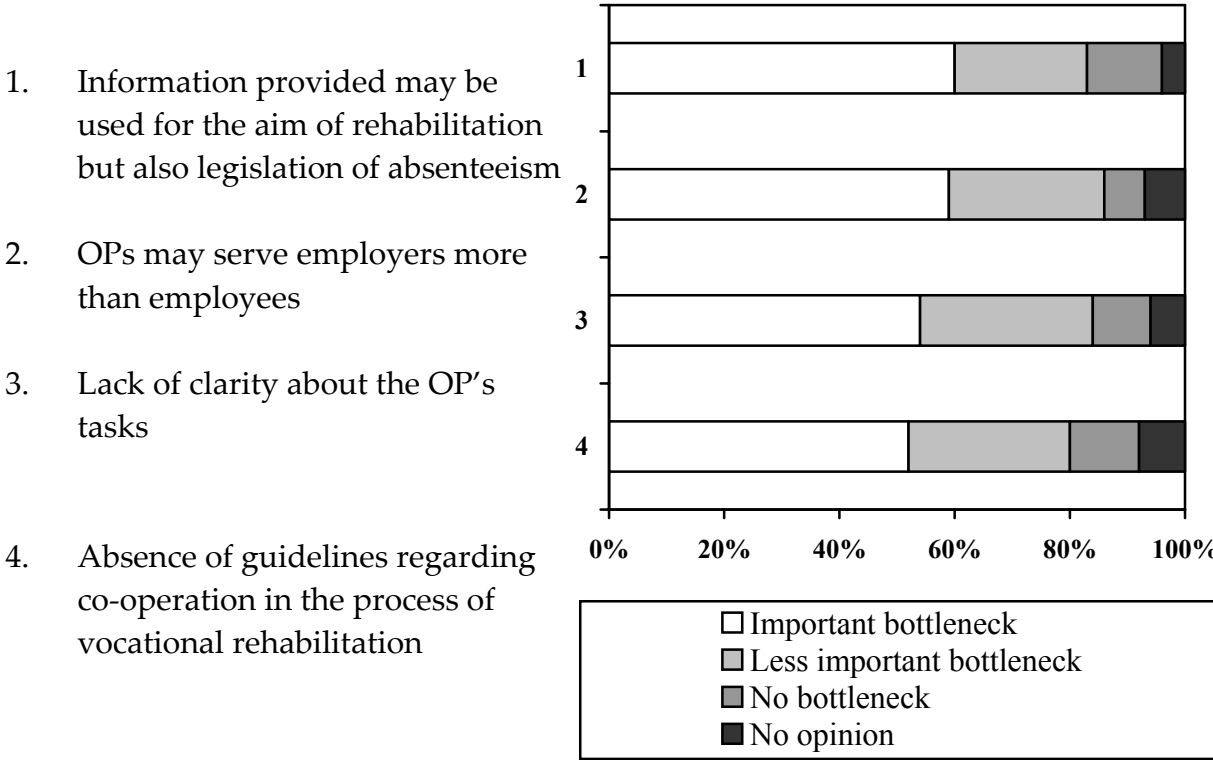 1. Information provided may be
used for the aim of rehabilitation
but also legislation of absenteeism
2. OPs may serve employers more
than employees
3. Lack of clarity about the OP’s
tasks
4. Absence of guidelines regarding
co-operation in the process of
vocational rehabilitation
1
2
3
4
0% 20% 40% 60% 80% 100%
Important bottleneck
Less important bottleneck
No bottleneck
No opinion